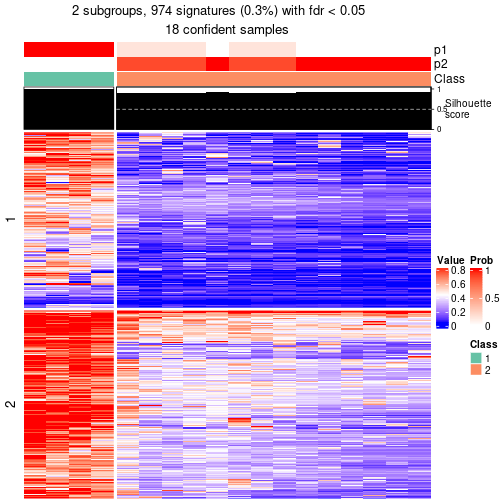 2 subgroups, 974 signatures (0.3%) with fdr < 0.05
18 confident samples
p1
p2
Class
1
0.5
0
Silhouette
score
1
2
Value
0.8
0.6
0.4
0.2
0
Prob
1
0.5
0
Class
1
2